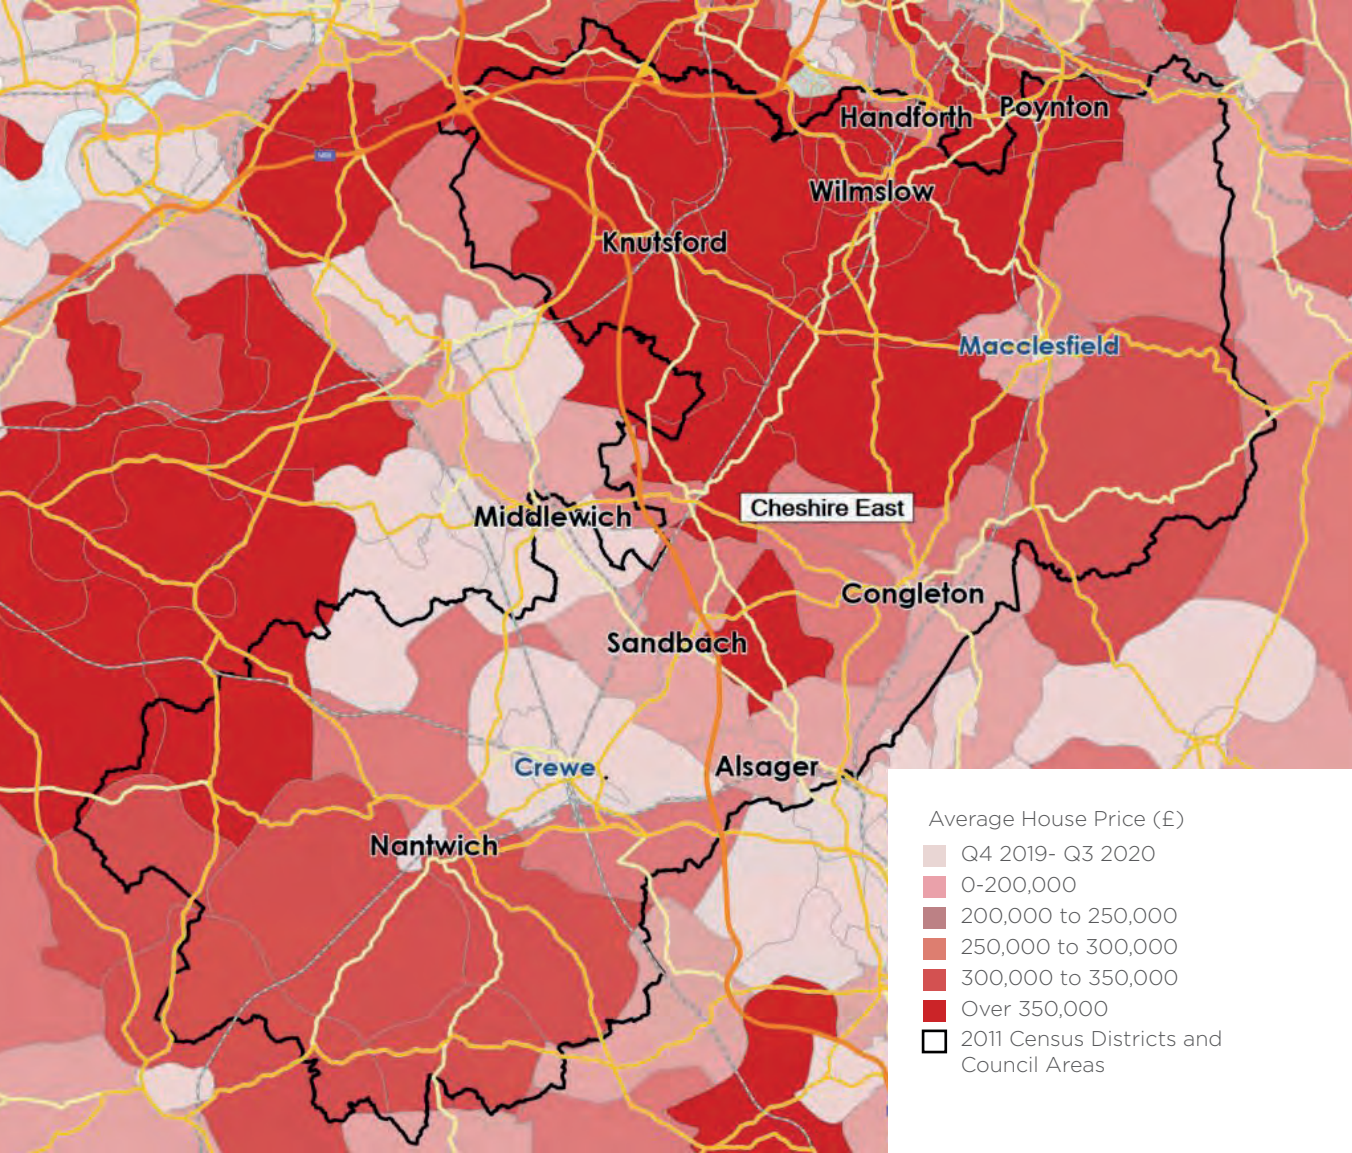 Handforth
Poynton
Wilmslow
Knutsford
Macclesfield
Middlewich
Cheshire East
Congleton
Sandbach
Crewe
Alsager
Nantwich
Average House Price (£)
Q4 2019- Q3 2020
0-200,000
200,000 to 250,000
250,000 to 300,000
300,000 to 350,000
Over 350,000
2011 Census Districts and
Council Areas